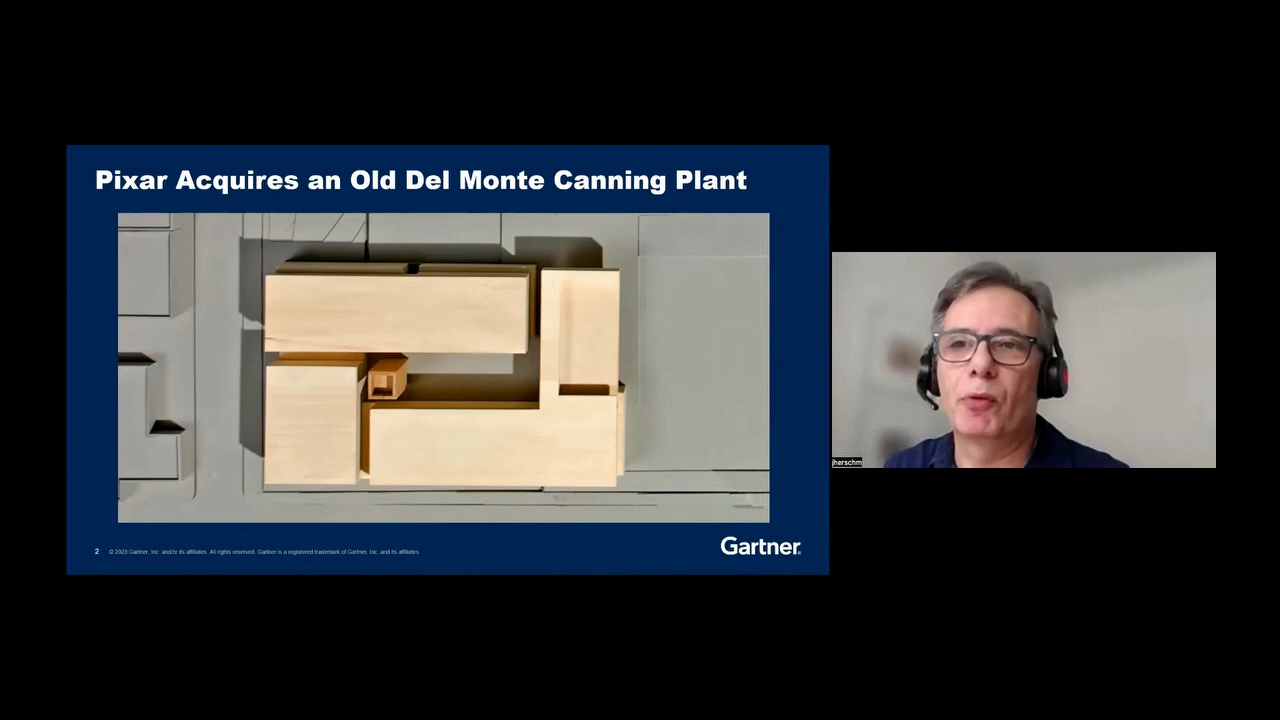 Pixar Acquires an Old Del Monte Canning Plant
jherschm
2 © 2023 Gartner, Inc. and/or its affiliates. All rights reserved. Gartner is a registered trademark of Gartner, Inc. and its affiliates.
Gartner®